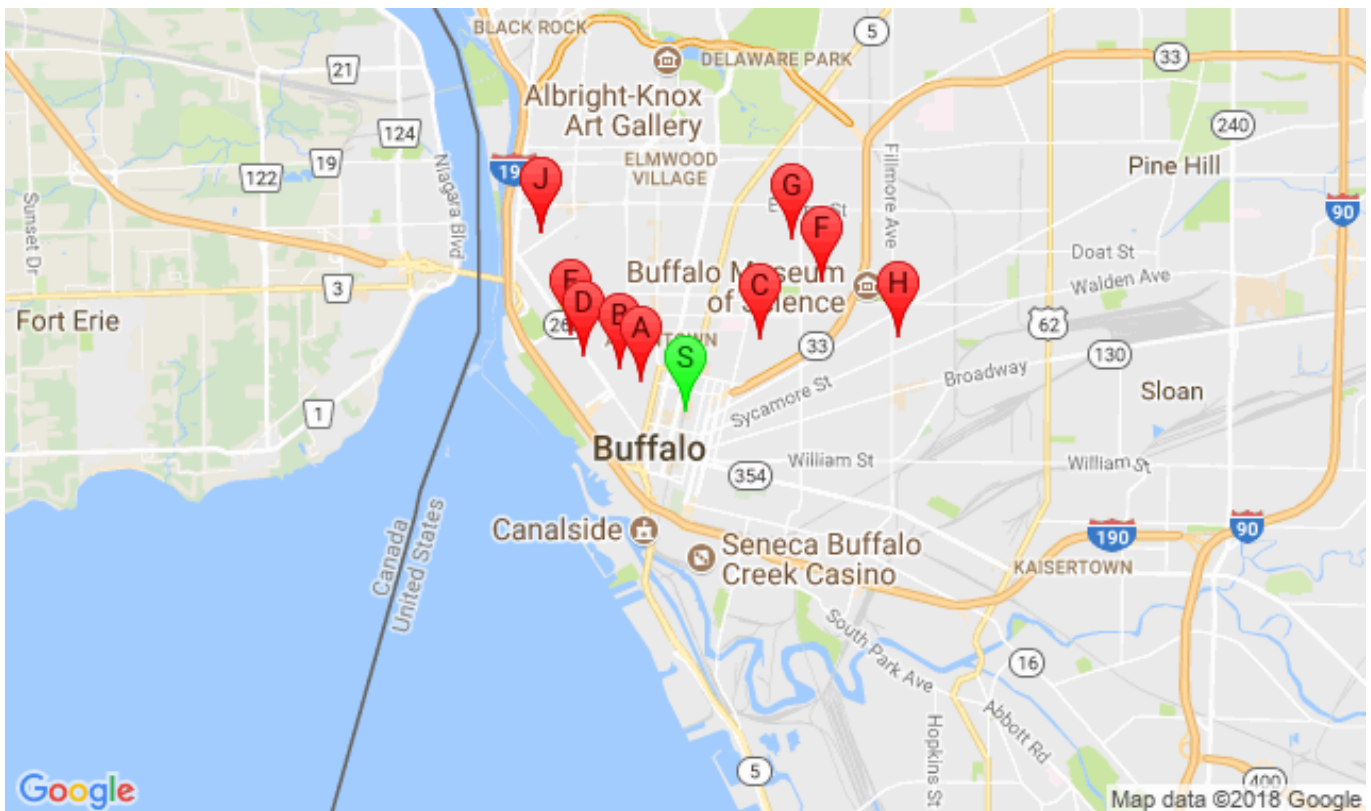 BLACK ROCK
5
DELAWARE PARK
33
21
Albright-Knox
Art Gallery
124
240
19
ELMWOOD
VILLAGE
Pine Hill
122
J
G
90
Niagara Blvd
Fillmore Ave
Sunset Dr
F
Doat St
Buffalo Museum
of Science
Walden Ave
3
E
D
C
H
Fort Erie
B
A
62
S
33
130
Broadway
Sloan
1
Sycamore St
Buffalo
William St
William St
354
Canada
United States
Canalside
190
90
Seneca Buffalo
Creek Casino
KAISERTOWN
South Park Ave
16
Abbott Rd
Hopkins St
5
400
Google
Map data ©2018 Google